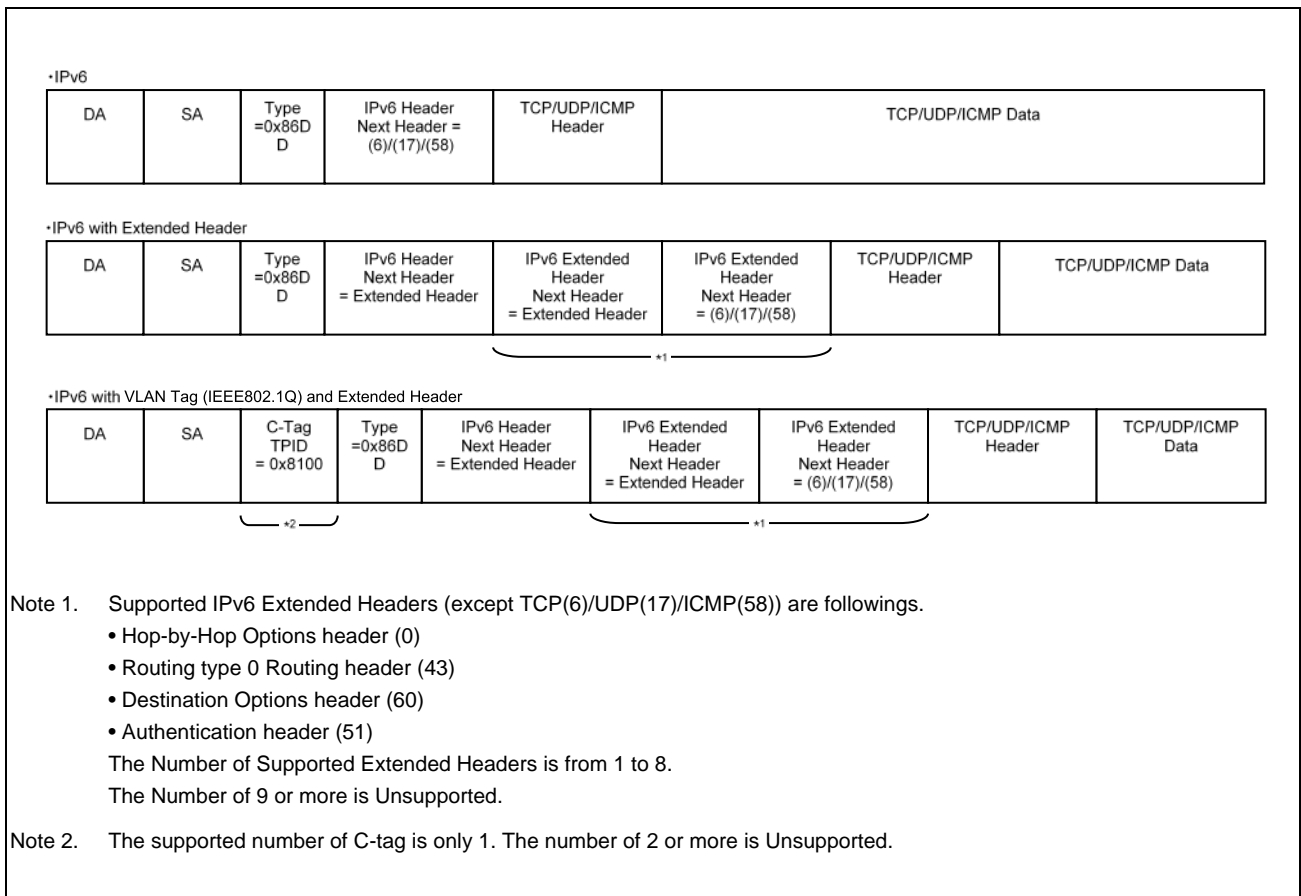 ・IPv6
DA
SA
Type
=0x86D
D
IPv6 Header
Next Header =
(6)/(17)/(58)
TCP/UDP/ICMP
Header
TCP/UDP/ICMP Data
・IPv6 with Extended Header
DA
SA
Type
=0x86D
D
IPv6 Header
Next Header
= Extended Header
IPv6 Extended
Header
Next Header
= Extended Header
IPv6 Extended
Header
Next Header
= (6)/(17)/(58)
TCP/UDP/ICMP
Header
TCP/UDP/ICMP Data
*1
・IPv6 with VLAN Tag (IEEE802.1Q) and Extended Header
DA
SA
C-Tag
TPID
= 0x8100
Type
=0x86D
D
IPv6 Header
Next Header
= Extended Header
IPv6 Extended
Header
Next Header
= Extended Header
IPv6 Extended
Header
Next Header
= (6)/(17)/(58)
TCP/UDP/ICMP
Header
TCP/UDP/ICMP
Data
*2
*1
Note 1. Supported IPv6 Extended Headers (except TCP(6)/UDP(17)/ICMP(58)) are followings.
• Hop-by-Hop Options header (0)
• Routing type 0 Routing header (43)
• Destination Options header (60)
• Authentication header (51)
The Number of Supported Extended Headers is from 1 to 8.
The Number of 9 or more is Unsupported.
Note 2. The supported number of C-tag is only 1. The number of 2 or more is Unsupported.